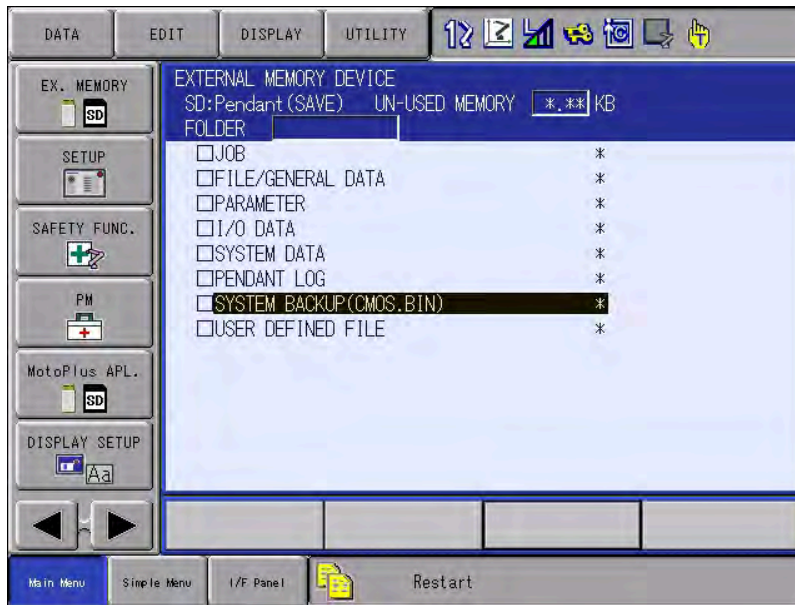 DATA EDIT DISPLAY UTILITY
EX. MEMORY
SD
SETUP
SAFETY FUNC.
PM
MotoPlus APL.
SD
DISPLAY SETUP
Aa
EXTERNAL MEMORY DEVICE
SD:Pendant(SAVE) UN-USED MEMORY *.** KB
FOLDER
JOB *
FILE/GENERAL DATA *
PARAMETER *
I/O DATA *
SYSTEM DATA *
PENDANT LOG *
SYSTEM BACKUP(CMOS.BIN) *
USER DEFINED FILE *
Main Menu Simple Menu I/F Panel Restart